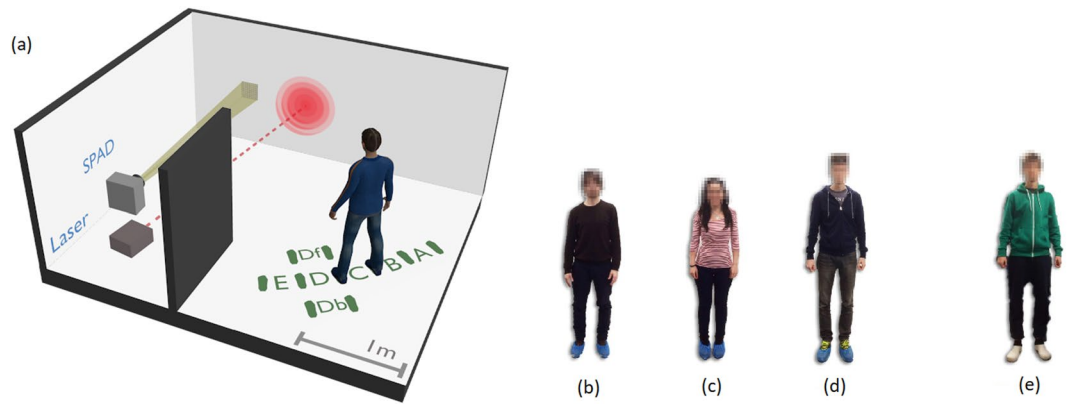 (a)
SPAD
Laser
Df
E D C B A
Db
1m
(b)
(c)
(d)
(e)